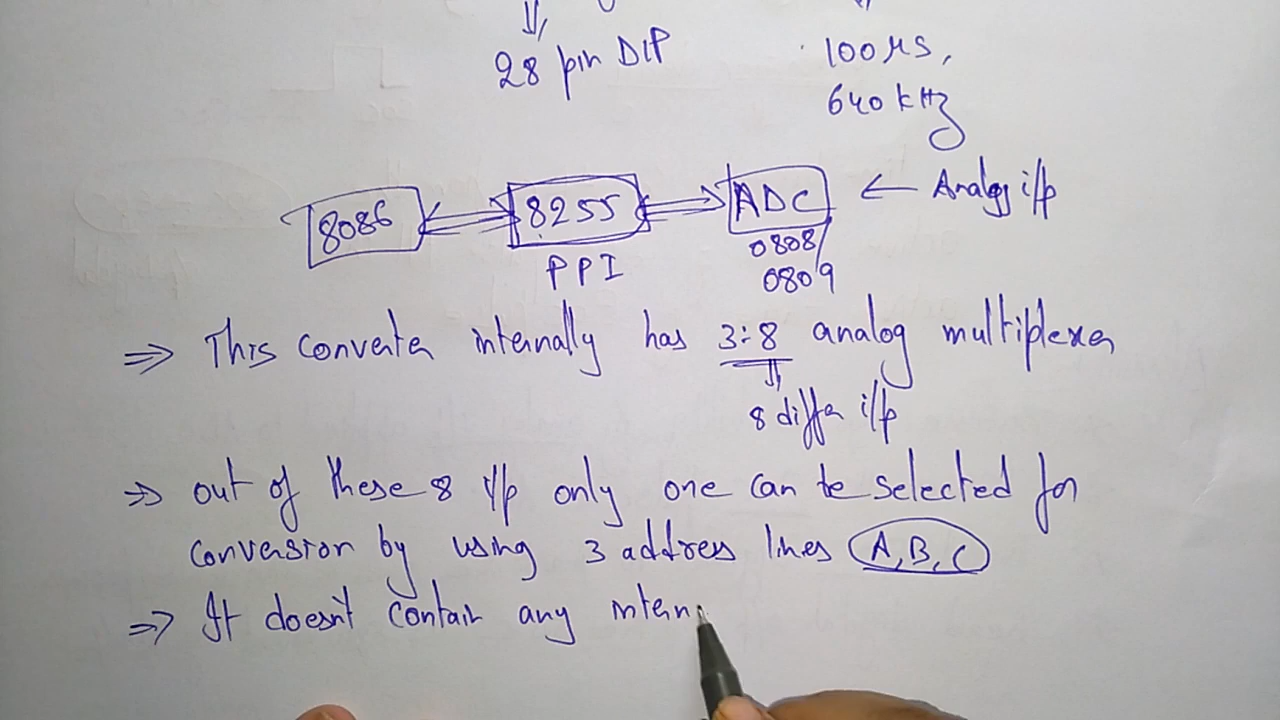 28 pin DIP
100 μs,
640 kHz
8086
8255
ADC
← Analog i/p
PPI
0808/
0809
⇒ This converter internally has 3:8 analog multiplexer
8 differ i/p
⇒ out of these 8 i/p only one can be selected for
conversion by using 3 address lines (A, B, C)
⇒ It doesn't contain any intern